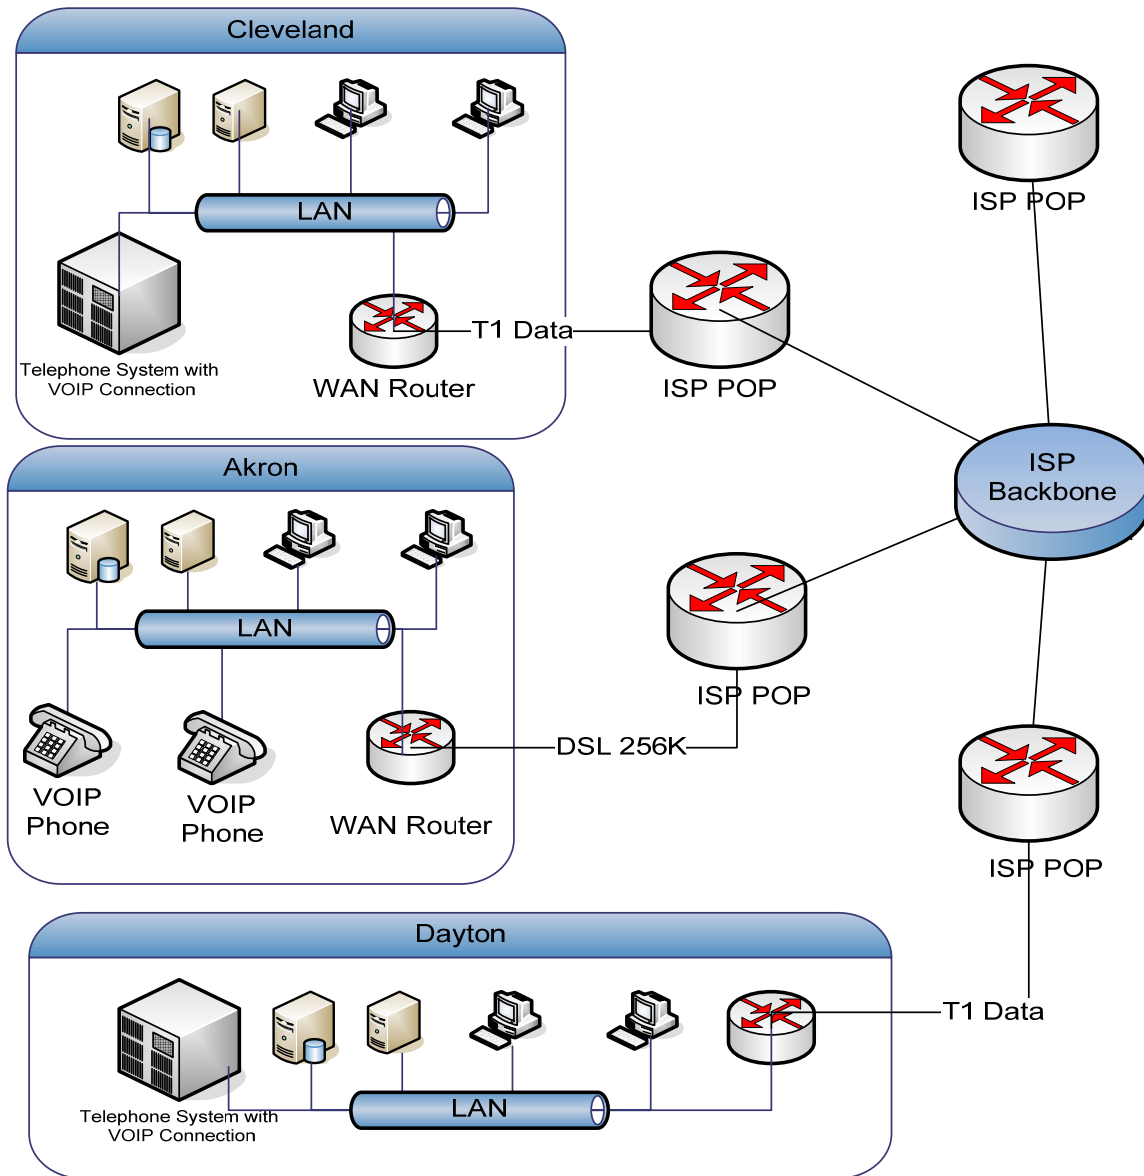 Cleveland
LAN
Telephone System with
VOIP Connection
WAN Router
T1 Data
ISP POP
ISP POP
ISP
Backbone
Akron
LAN
VOIP
Phone
VOIP
Phone
WAN Router
DSL 256K
ISP POP
ISP POP
Dayton
Telephone System with
VOIP Connection
LAN
T1 Data